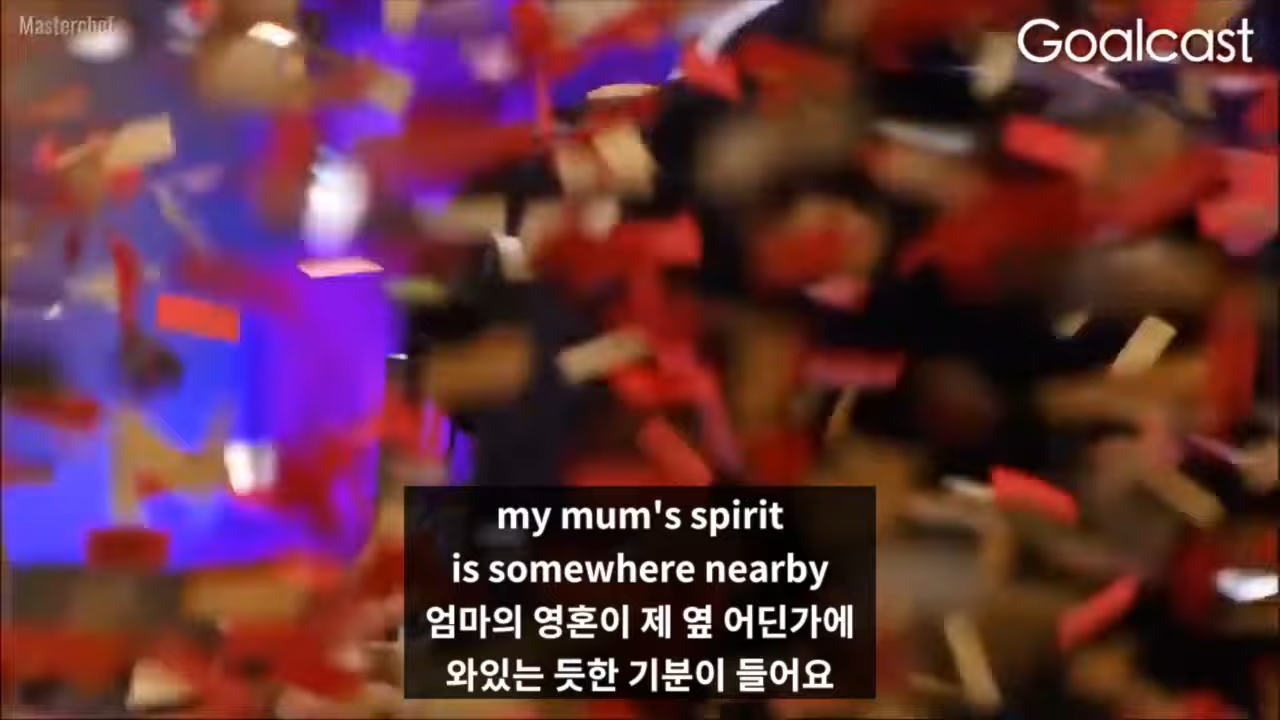 Masterchef
Goalcast
my mum's spirit
is somewhere nearby
엄마의 영혼이 제 옆 어딘가에
와있는 듯한 기분이 들어요